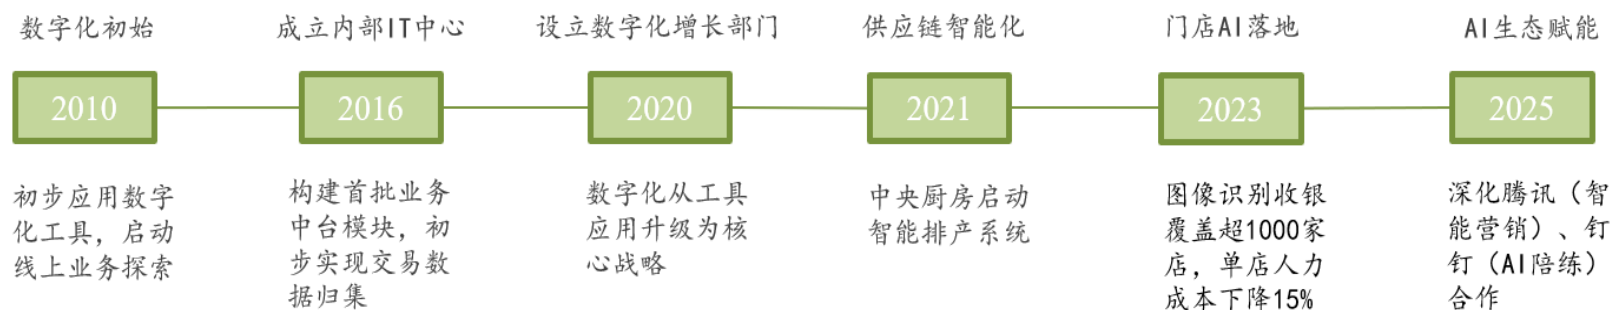 数字化初始
成立内部IT中心
设立数字化增长部门
供应链智能化
门店AI落地
AI生态赋能
2010
2016
2020
2021
2023
2025
初步应用数字
化工具，启动
线上业务探索
构建首批业务
中台模块，初
步实现交易数
据归集
数字化从工具
应用升级为核
心战略
中央厨房启动
智能排产系统
图像识别收银
覆盖超1000家
店，单店人力
成本下降15%
深化腾讯（智
能营销）、钉
钉（AI陪练）
合作